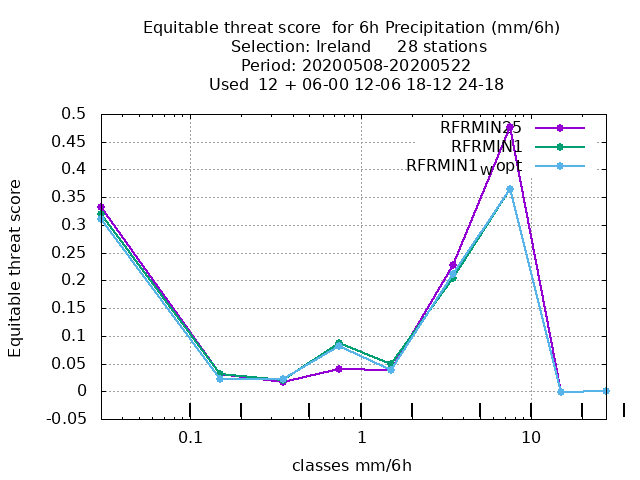 Equitable threat score  for 6h Precipitation (mm/6h)
Selection: Ireland     28 stations
Period: 20200508-20200522
Used  12 + 06-00 12-06 18-12 24-18
RFRMIN25
RFRMIN1
RFRMIN1wopt
0.5
0.45
0.4
0.35
0.3
0.25
0.2
0.15
0.1
0.05
0
-0.05
Equitable threat score
0.1 1 10
classes mm/6h